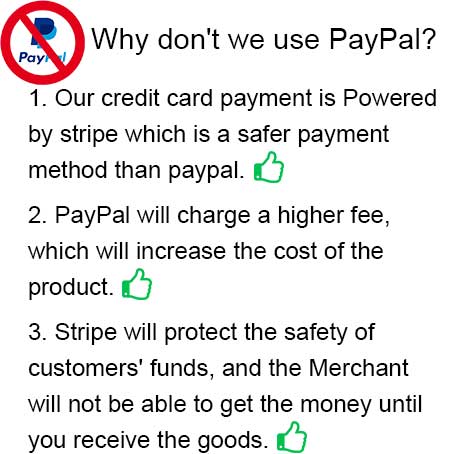 PayPal
Why don't we use PayPal?
1. Our credit card payment is Powered
by stripe which is a safer payment
method than paypal.
2. PayPal will charge a higher fee,
which will increase the cost of the
product.
3. Stripe will protect the safety of
customers' funds, and the Merchant
will not be able to get the money until
you receive the goods.